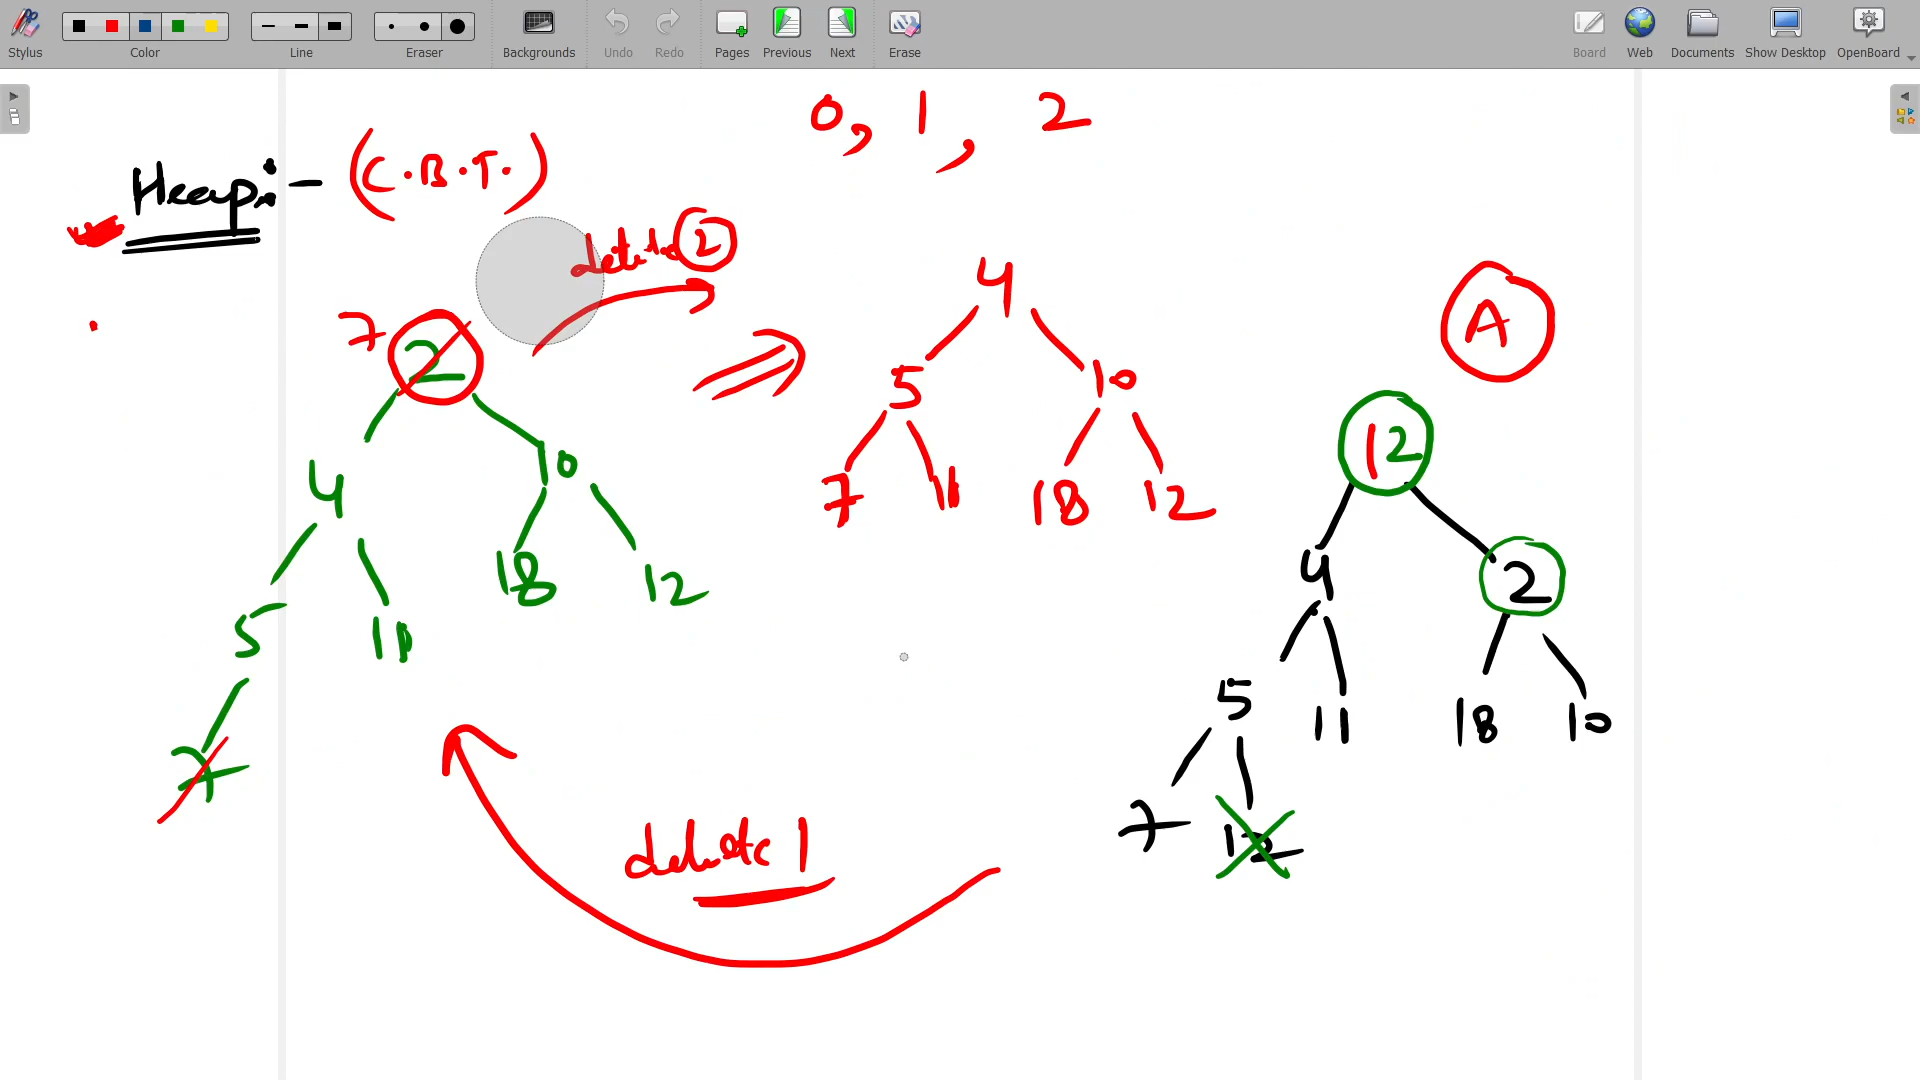 Stylus
Color
Line
Eraser
Backgrounds
Undo
Redo
Pages
Previous
Next
Erase
Board
Web
Documents
Show Desktop
OpenBoard
0, 1, 2
Heap:- (C.B.T.)
delete 2
7 2
4 10
5 11 18 12
7
4
5 10
7 11 18 12
A
12
4 2
5 11 18 10
7 12
delete 1